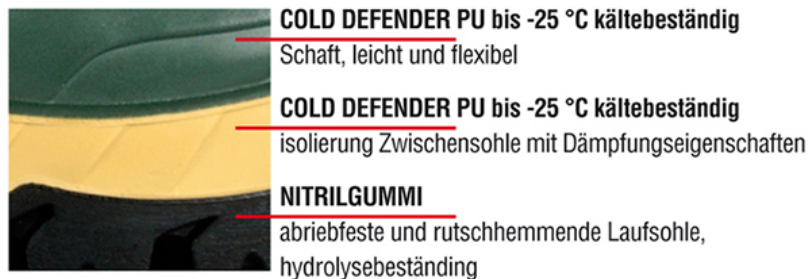 COLD DEFENDER PU bis -25 °C kältebeständig
Schaft, leicht und flexibel
COLD DEFENDER PU bis -25 °C kältebeständig
isolierung Zwischensohle mit Dämpfungseigenschaften
NITRILGUMMI
abriebfeste und rutschhemmende Laufsohle,
hydrolysebeständing